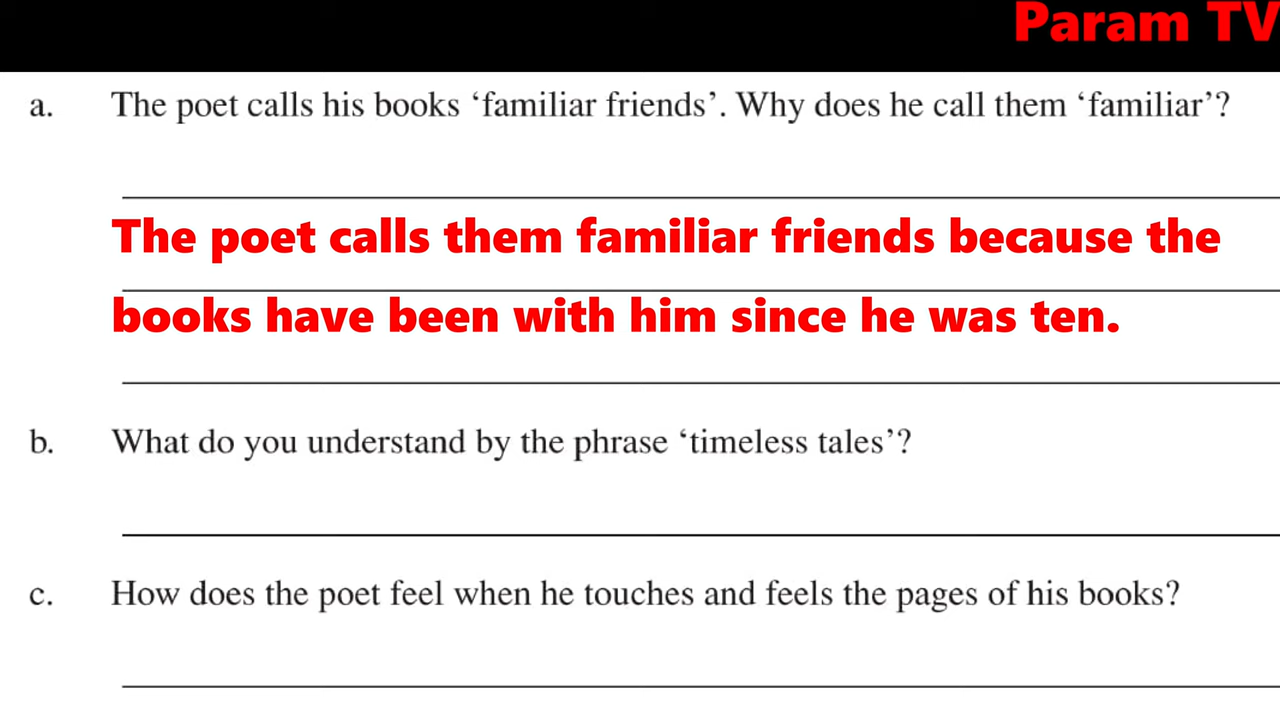 Param TV
a. The poet calls his books ‘familiar friends’. Why does he call them ‘familiar’?
The poet calls them familiar friends because the
books have been with him since he was ten.
b. What do you understand by the phrase ‘timeless tales’?
c. How does the poet feel when he touches and feels the pages of his books?